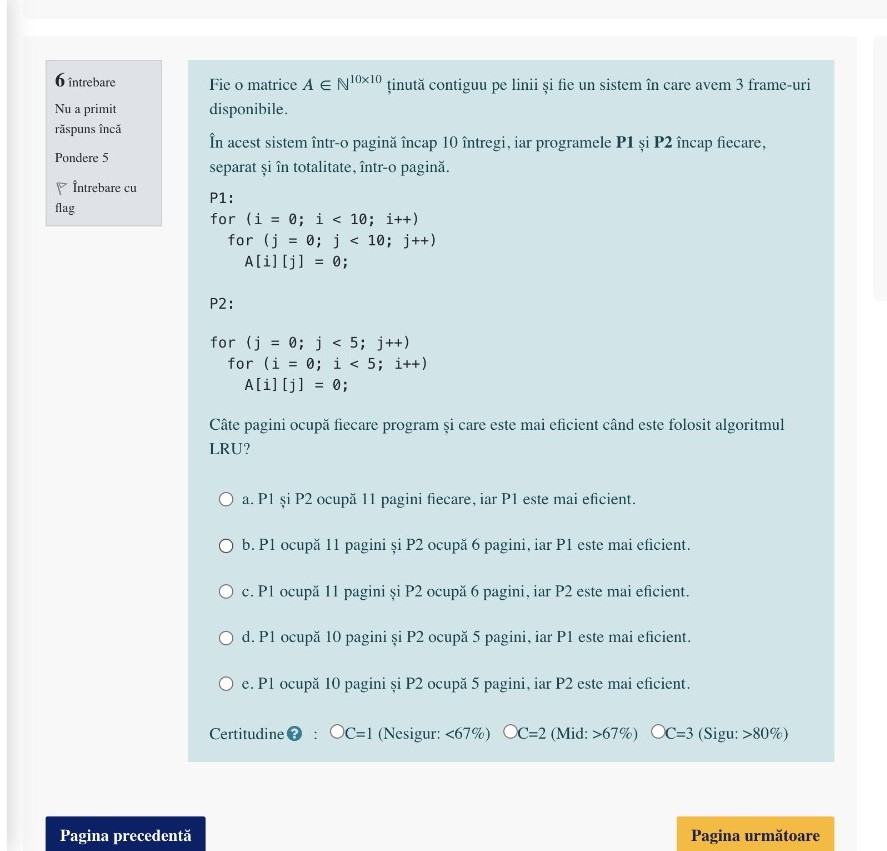 6 întrebare
Nu a primit
răspuns încă
Pondere 5
Întrebare cu
flag
Fie o matrice A ∈ ℕ¹⁰ˣ¹⁰ ținută contiguu pe linii și fie un sistem în care avem 3 frame-uri
disponibile.
În acest sistem într-o pagină încap 10 întregi, iar programele P1 și P2 încap fiecare,
separat și în totalitate, într-o pagină.
P1:
for (i = 0; i < 10; i++)
  for (j = 0; j < 10; j++)
    A[i][j] = 0;
P2:
for (j = 0; j < 5; j++)
  for (i = 0; i < 5; i++)
    A[i][j] = 0;
Câte pagini ocupă fiecare program și care este mai eficient când este folosit algoritmul
LRU?
a. P1 și P2 ocupă 11 pagini fiecare, iar P1 este mai eficient.
b. P1 ocupă 11 pagini și P2 ocupă 6 pagini, iar P1 este mai eficient.
c. P1 ocupă 11 pagini și P2 ocupă 6 pagini, iar P2 este mai eficient.
d. P1 ocupă 10 pagini și P2 ocupă 5 pagini, iar P1 este mai eficient.
e. P1 ocupă 10 pagini și P2 ocupă 5 pagini, iar P2 este mai eficient.
Certitudine ? : C=1 (Nesigur: <67%) C=2 (Mid: >67%) C=3 (Sigu: >80%)
Pagina precedentă
Pagina următoare